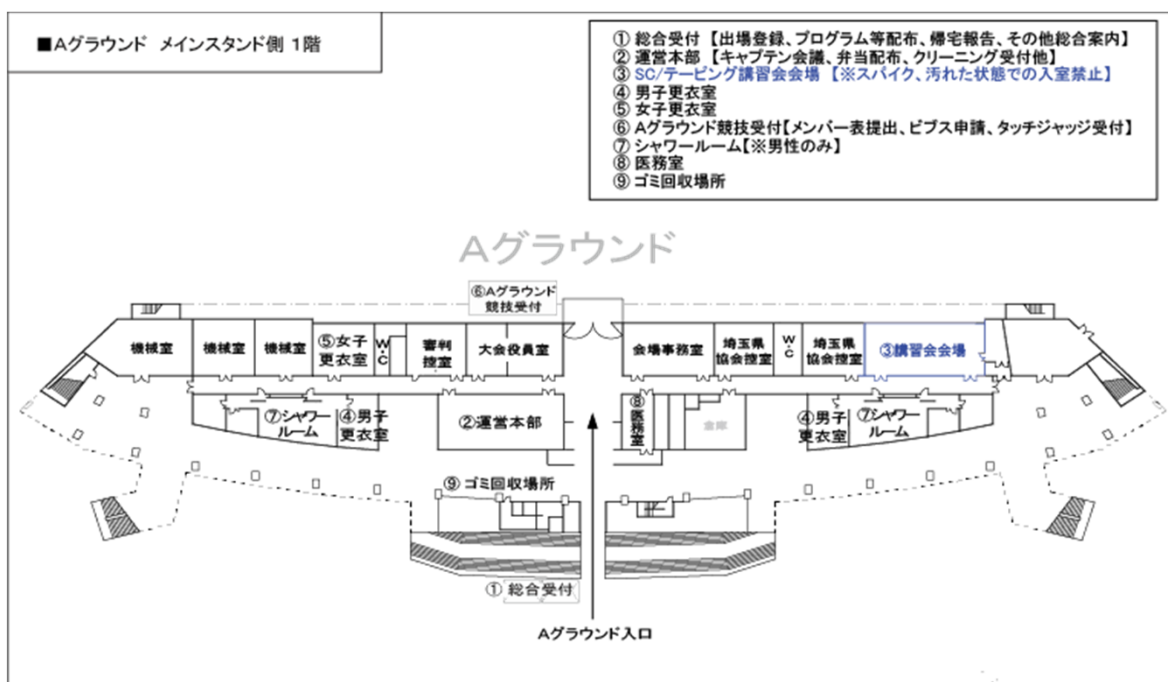 ■Aグラウンド メインスタンド側 1階
① 総合受付 【出場登録、プログラム等配布、帰宅報告、その他総合案内】
② 運営本部 【キャプテン会議、弁当配布、クリーニング受付他】
③ SC/テーピング講習会会場 【※スパイク、汚れた状態での入室禁止】
④ 男子更衣室
⑤ 女子更衣室
⑥ Aグラウンド競技受付【メンバー表提出、ビブス申請、タッチジャッジ受付】
⑦ シャワールーム【※男性のみ】
⑧ 医務室
⑨ ゴミ回収場所
Aグラウンド
⑥Aグラウンド
競技受付
機械室
機械室
機械室
⑤女子
更衣室
W・C
審判
控室
大会役員室
会場事務室
埼玉県
協会控室
W・C
埼玉県
協会控室
③講習会会場
⑦シャワー
ルーム
④男子
更衣室
②運営本部
⑧医務室
倉庫
④男子
更衣室
⑦シャワー
ルーム
⑨ ゴミ回収場所
① 総合受付
Aグラウンド入口